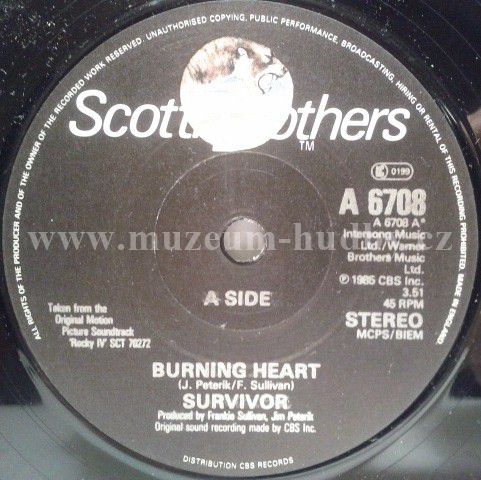 ALL RIGHTS OF THE PRODUCER AND OF THE OWNER OF THE RECORDED WORK RESERVED. UNAUTHORISED COPYING, PUBLIC PERFORMANCE, BROADCASTING, HIRING OR RENTAL OF THIS RECORDING PROHIBITED. MADE IN ENGLAND.
Scotti Brothers
TM
0199
A 6708
A 6708 A*
Intersong Music
Ltd./Warner
Brothers Music
Ltd.
℗ 1985 CBS Inc.
3.51
45 RPM
STEREO
MCPS/BIEM
www.muzeum-hudby.cz
A SIDE
Taken from the
Original Motion
Picture Soundtrack
'Rocky IV' SCT 70272
BURNING HEART
(J. Peterik/F. Sullivan)
SURVIVOR
Produced by Frankie Sullivan, Jim Peterik
Original sound recording made by CBS Inc.
DISTRIBUTION CBS RECORDS